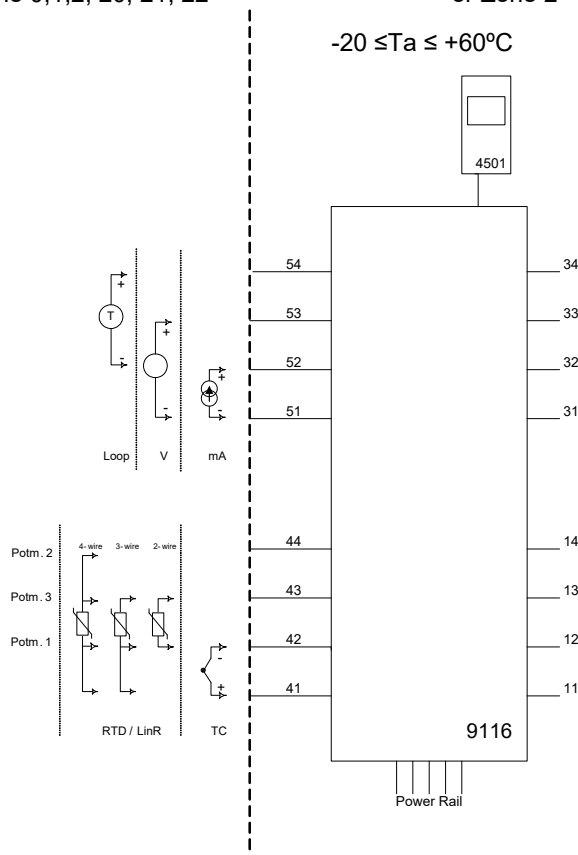 -20 ≤Ta ≤ +60ºC
4501
54 34
+
T 53 33
+
52 32
- +
51 31
- -
Loop V mA
44 14
Potm. 2 4-wire 3-wire 2-wire
43 13
Potm. 3
42 12
Potm. 1 -
41 11
+
RTD / LinR TC
9116
Power Rail